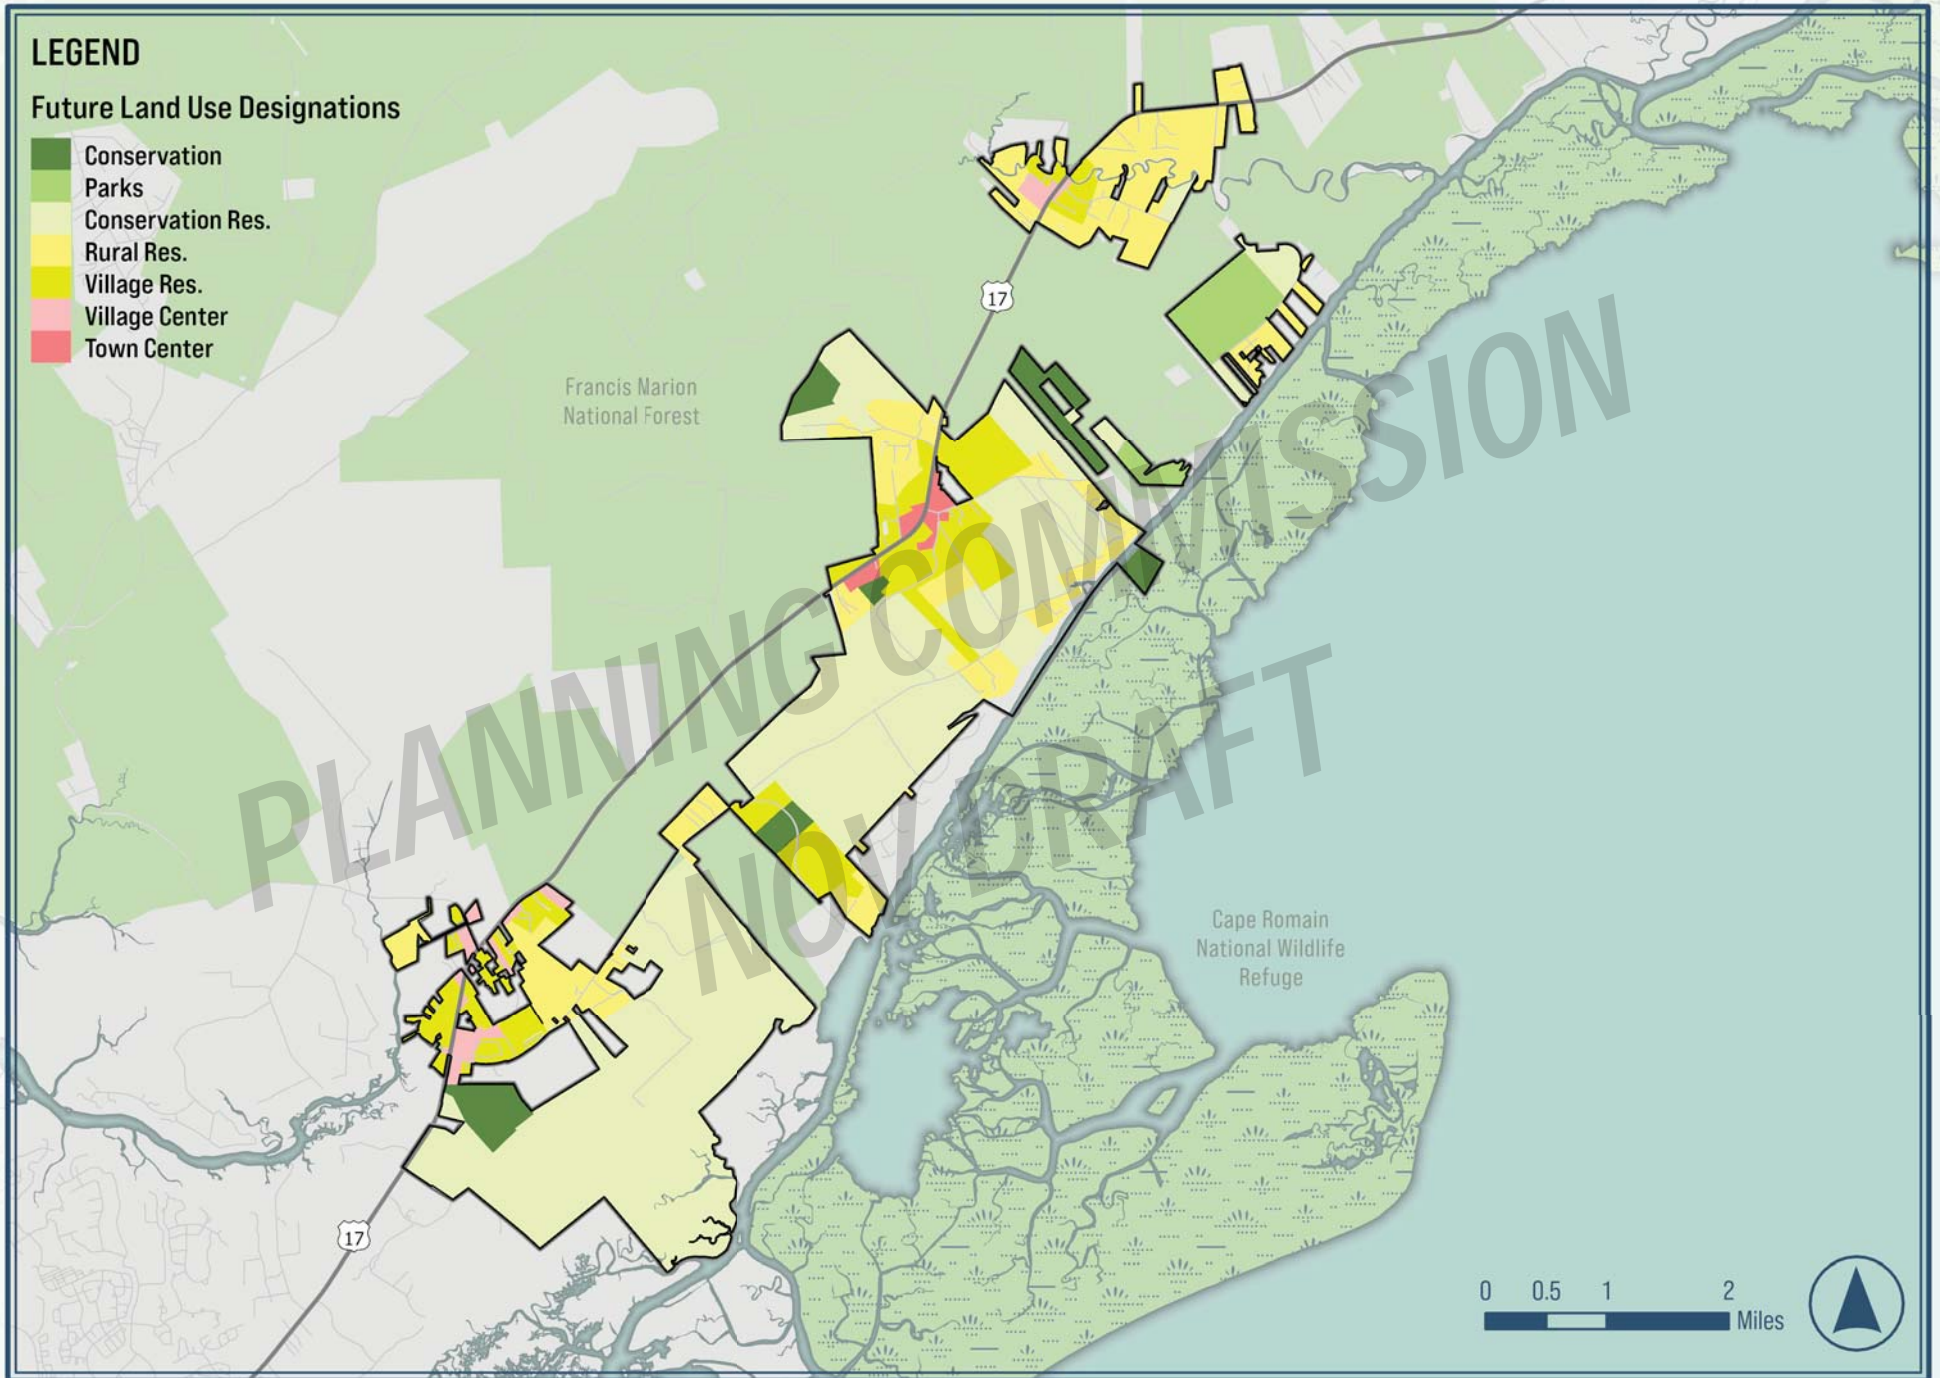 LEGEND
Future Land Use Designations
Conservation
Parks
Conservation Res.
Rural Res.
Village Res.
Village Center
Town Center
17
Francis Marion
National Forest
PLANNING COMMISSION
NOV DRAFT
Cape Romain
National Wildlife
Refuge
17
0 0.5 1 2
Miles